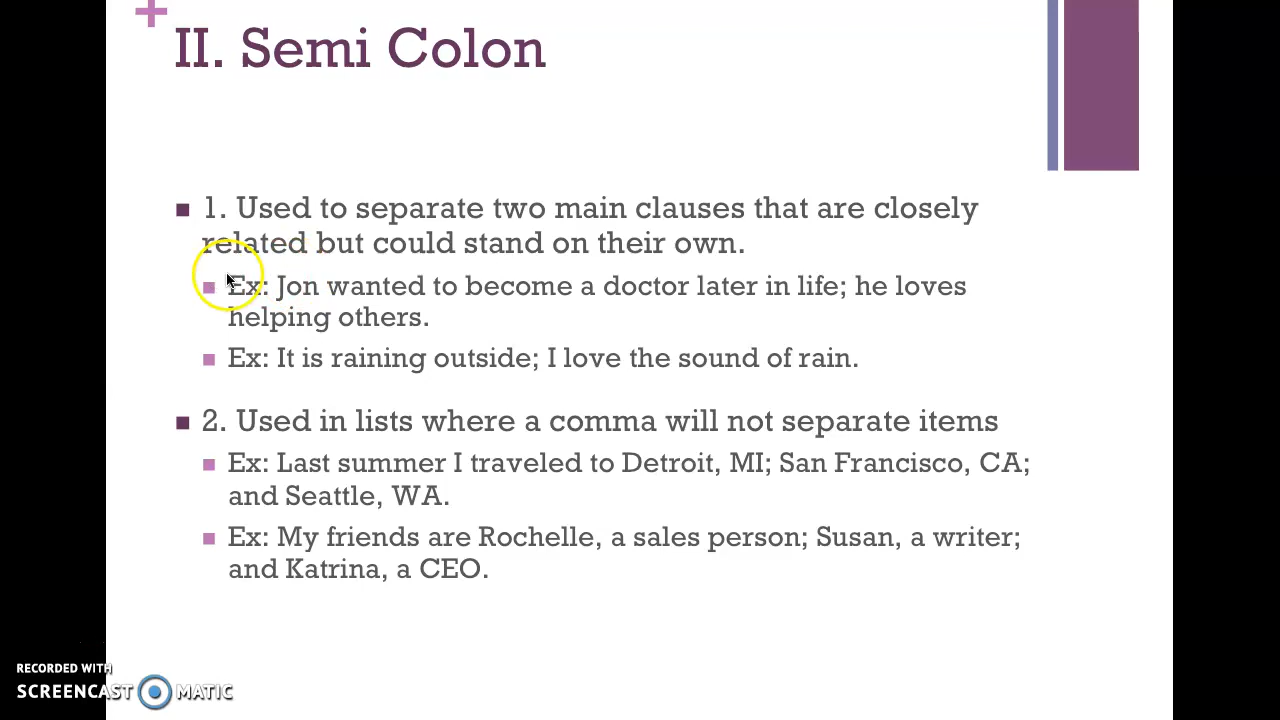 II. Semi Colon
1. Used to separate two main clauses that are closely
related but could stand on their own.
Ex: Jon wanted to become a doctor later in life; he loves
helping others.
Ex: It is raining outside; I love the sound of rain.
2. Used in lists where a comma will not separate items
Ex: Last summer I traveled to Detroit, MI; San Francisco, CA;
and Seattle, WA.
Ex: My friends are Rochelle, a sales person; Susan, a writer;
and Katrina, a CEO.
RECORDED WITH
SCREENCAST MATIC